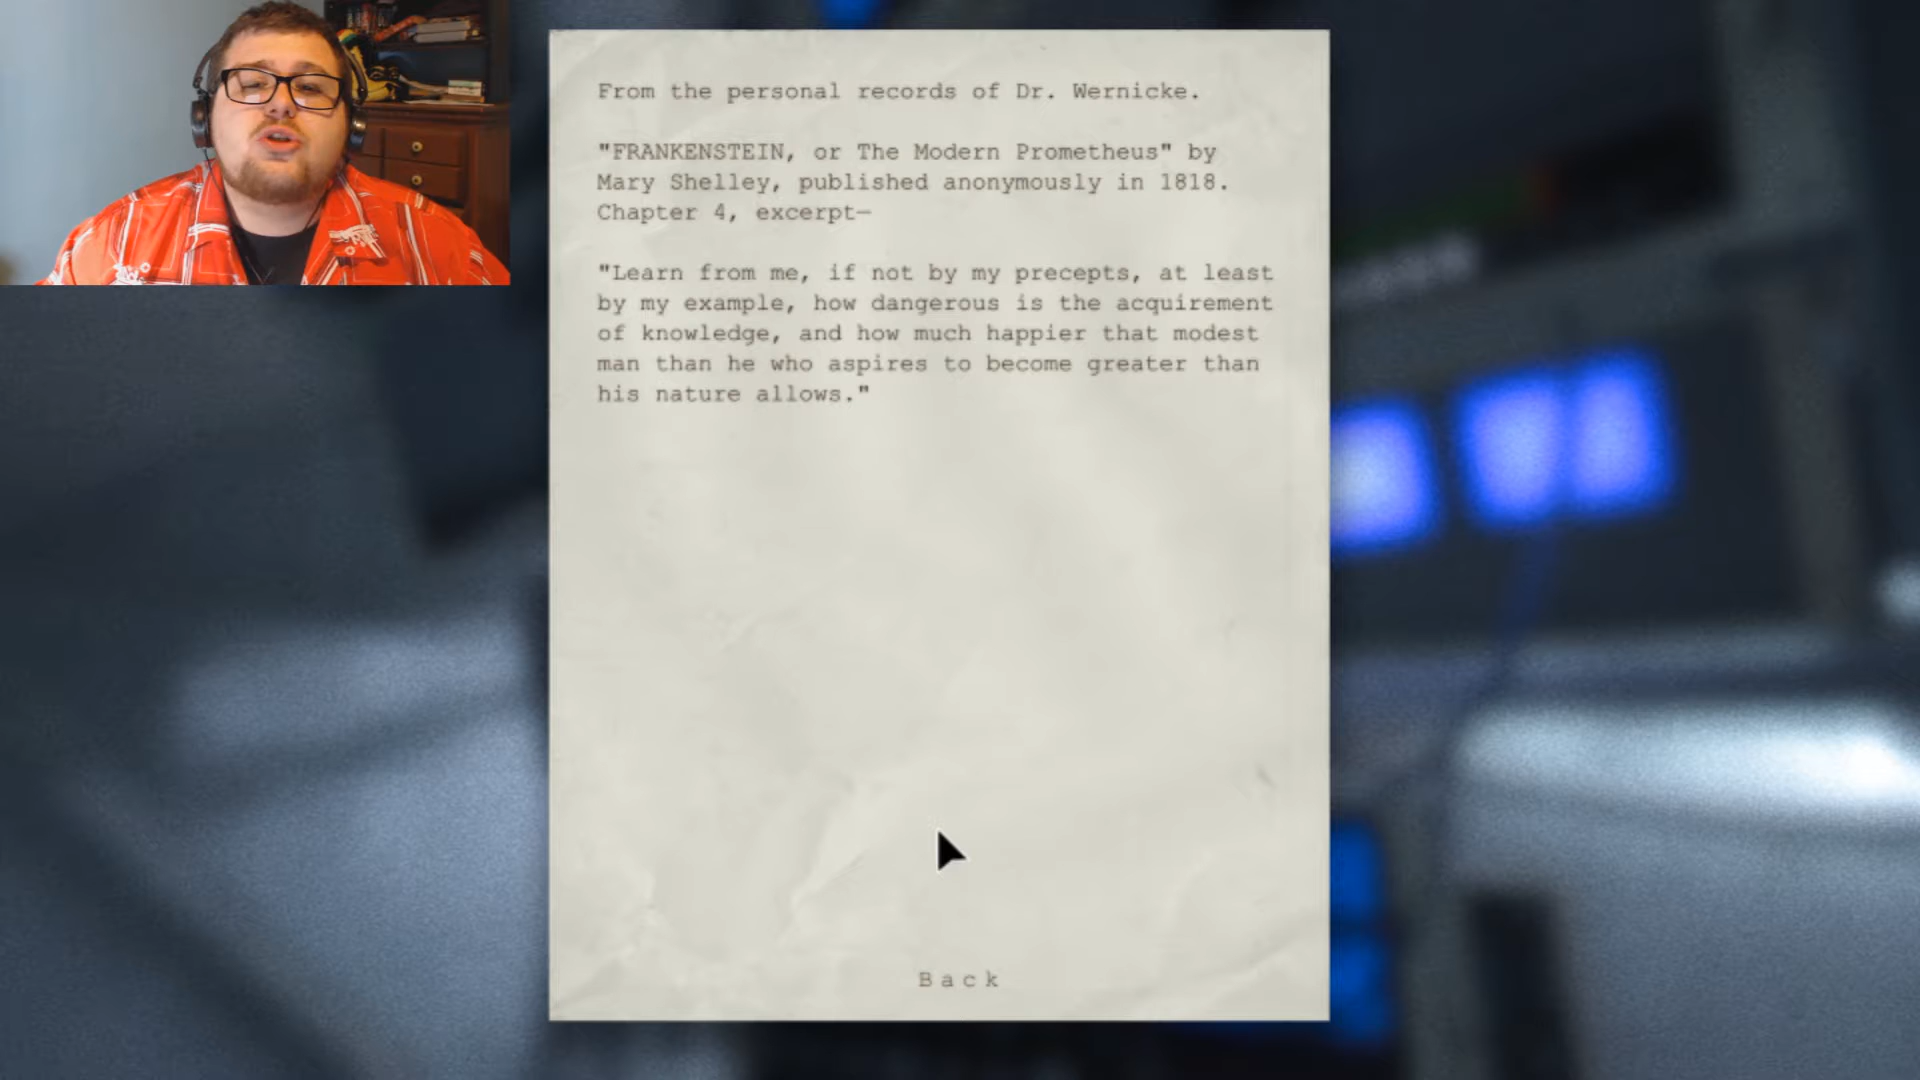 From the personal records of Dr. Wernicke.
"FRANKENSTEIN, or The Modern Prometheus" by
Mary Shelley, published anonymously in 1818.
Chapter 4, excerpt—
"Learn from me, if not by my precepts, at least
by my example, how dangerous is the acquirement
of knowledge, and how much happier that modest
man than he who aspires to become greater than
his nature allows."
Back